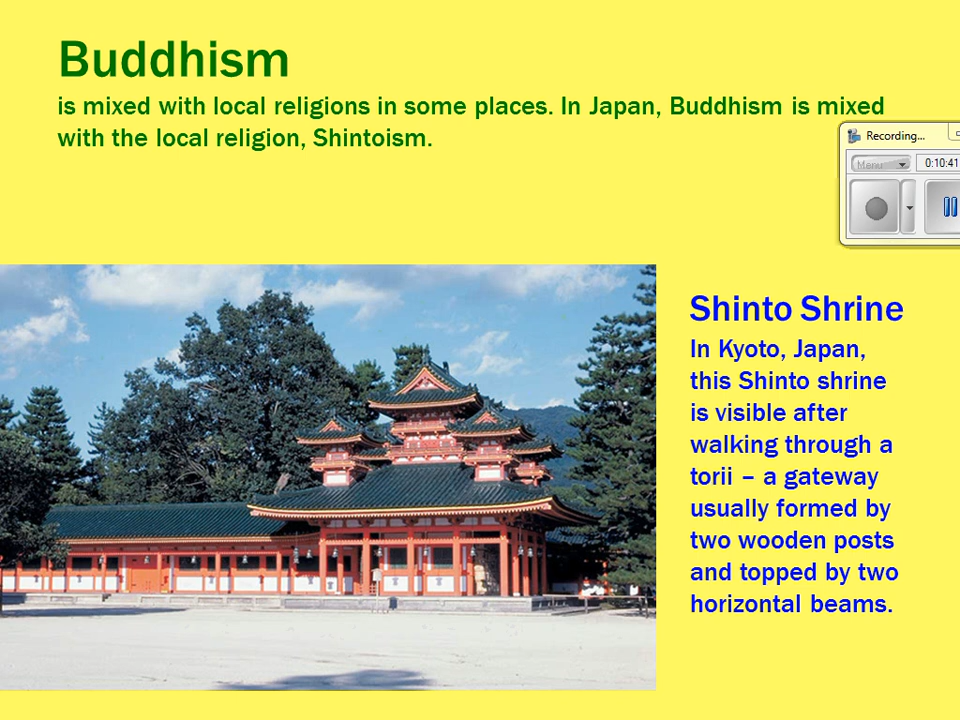 Buddhism
is mixed with local religions in some places. In Japan, Buddhism is mixed
with the local religion, Shintoism.
Recording...
Menu
0:10:41
Shinto Shrine
In Kyoto, Japan,
this Shinto shrine
is visible after
walking through a
torii – a gateway
usually formed by
two wooden posts
and topped by two
horizontal beams.